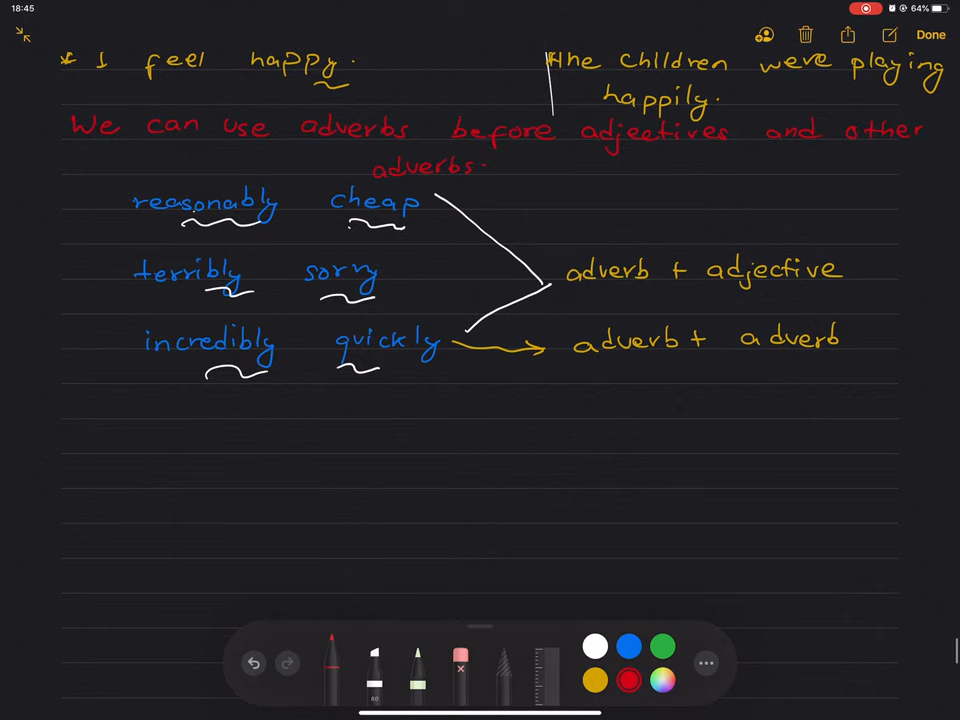 18:45
64%
Done
* I feel happy.
*The children were playing
happily.
We can use adverbs before adjectives and other
adverbs.
reasonably cheap
terribly sorry adverb + adjective
incredibly quickly → adverb + adverb
80